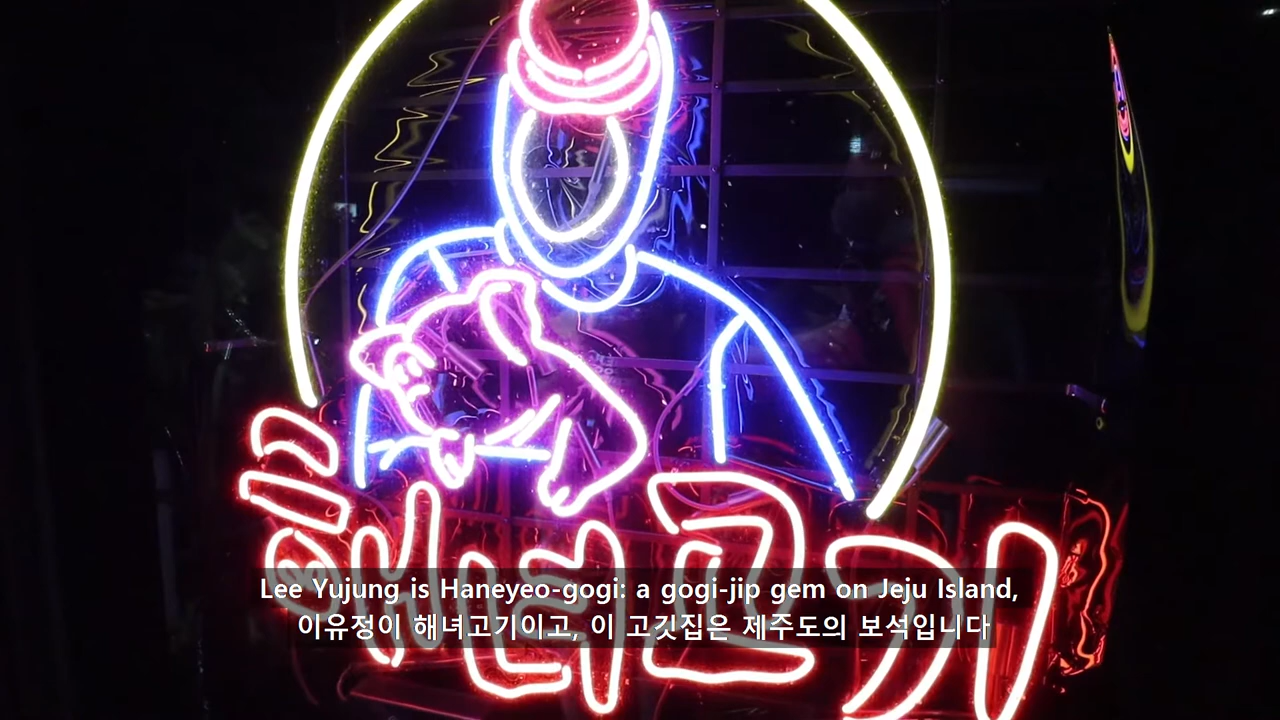 해녀고기
Lee Yujung is Haneyeo-gogi: a gogi-jip gem on Jeju Island,
이유정이 해녀고기이고, 이 고깃집은 제주도의 보석입니다